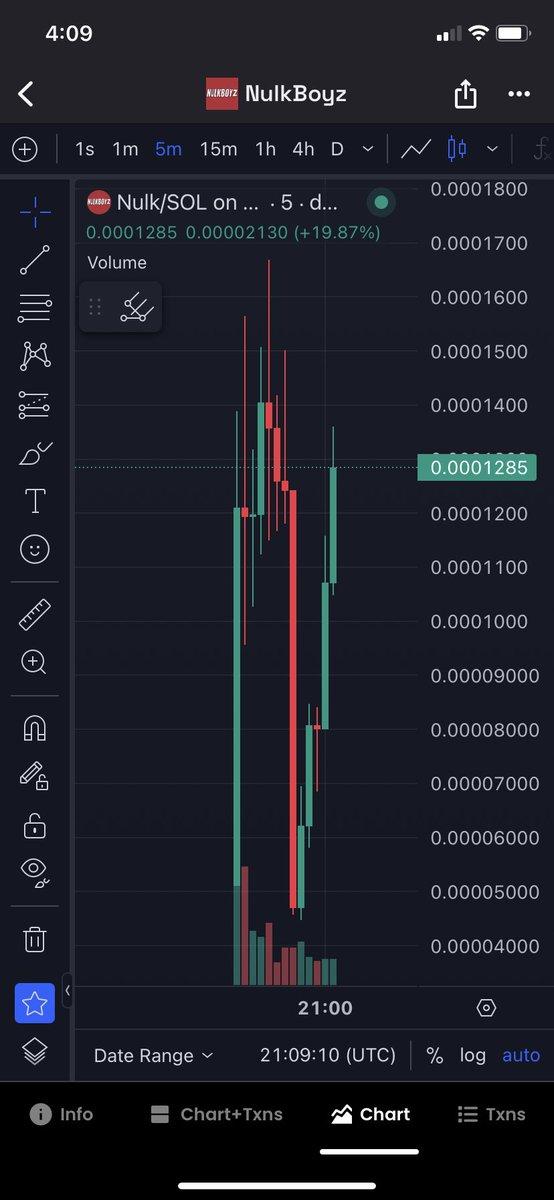 4:09
NULKBOYZ NulkBoyz
1s 1m 5m 15m 1h 4h D
NULKBOYZ Nulk/SOL on ... · 5 · d...
0.0001285 0.00002130 (+19.87%)
Volume
T
0.0001800
0.0001700
0.0001600
0.0001500
0.0001400
0.0001285
0.0001200
0.0001100
0.0001000
0.00009000
0.00008000
0.00007000
0.00006000
0.00005000
0.00004000
21:00
Date Range 21:09:10 (UTC) % log auto
Info Chart+Txns Chart Txns